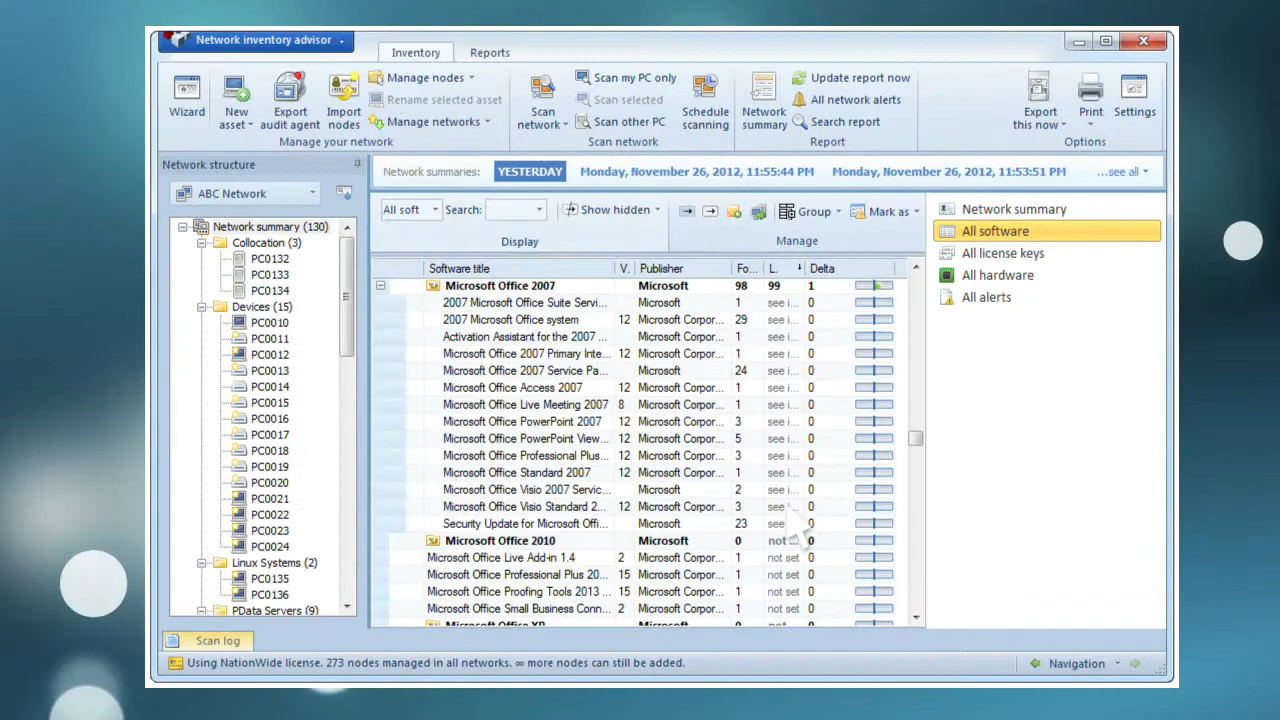 Network inventory advisor
Inventory Reports
Wizard
New asset
Export audit agent
Import nodes
Manage nodes
Rename selected asset
Manage networks
Manage your network
Scan network
Scan my PC only
Scan selected
Scan other PC
Schedule scanning
Scan network
Network summary
Update report now
All network alerts
Search report
Report
Export this now
Print
Settings
Options
Network structure
ABC Network
Network summary (130)
Collocation (3)
PC0132
PC0133
PC0134
Devices (15)
PC0010
PC0011
PC0012
PC0013
PC0014
PC0015
PC0016
PC0017
PC0018
PC0019
PC0020
PC0021
PC0022
PC0023
PC0024
Linux Systems (2)
PC0135
PC0136
PData Servers (9)
Network summaries: YESTERDAY Monday, November 26, 2012, 11:55:44 PM Monday, November 26, 2012, 11:53:51 PM ...see all
All soft Search: Show hidden Group Mark as
Display Manage
Software title V. Publisher Fo... L. Delta
Microsoft Office 2007 Microsoft 98 99 1
2007 Microsoft Office Suite Servi... Microsoft 1 see i... 0
2007 Microsoft Office system 12 Microsoft Corpor... 29 see i... 0
Activation Assistant for the 2007 ... Microsoft Corpor... 1 see i... 0
Microsoft Office 2007 Primary Inte... 12 Microsoft Corpor... 1 see i... 0
Microsoft Office 2007 Service Pa... Microsoft 24 see i... 0
Microsoft Office Access 2007 12 Microsoft Corpor... 1 see i... 0
Microsoft Office Live Meeting 2007 8 Microsoft Corpor... 1 see i... 0
Microsoft Office PowerPoint 2007 12 Microsoft Corpor... 3 see i... 0
Microsoft Office PowerPoint View... 12 Microsoft Corpor... 5 see i... 0
Microsoft Office Professional Plus... 12 Microsoft Corpor... 3 see i... 0
Microsoft Office Standard 2007 12 Microsoft Corpor... 1 see i... 0
Microsoft Office Visio 2007 Servic... Microsoft 2 see i... 0
Microsoft Office Visio Standard 2... 12 Microsoft Corpor... 3 see 0
Security Update for Microsoft Offi... Microsoft 23 see 0
Microsoft Office 2010 Microsoft 0 not ... 0
Microsoft Office Live Add-in 1.4 2 Microsoft Corpor... 1 not set 0
Microsoft Office Professional Plus 20... 15 Microsoft Corpor... 1 not set 0
Microsoft Office Proofing Tools 2013 ... 15 Microsoft Corpor... 1 not set 0
Microsoft Office Small Business Conn... 2 Microsoft Corpor... 1 not set 0
Microsoft Office XP Microsoft 0 not 0
Network summary
All software
All license keys
All hardware
All alerts
Scan log
Using NationWide license. 273 nodes managed in all networks. ∞ more nodes can still be added.
Navigation